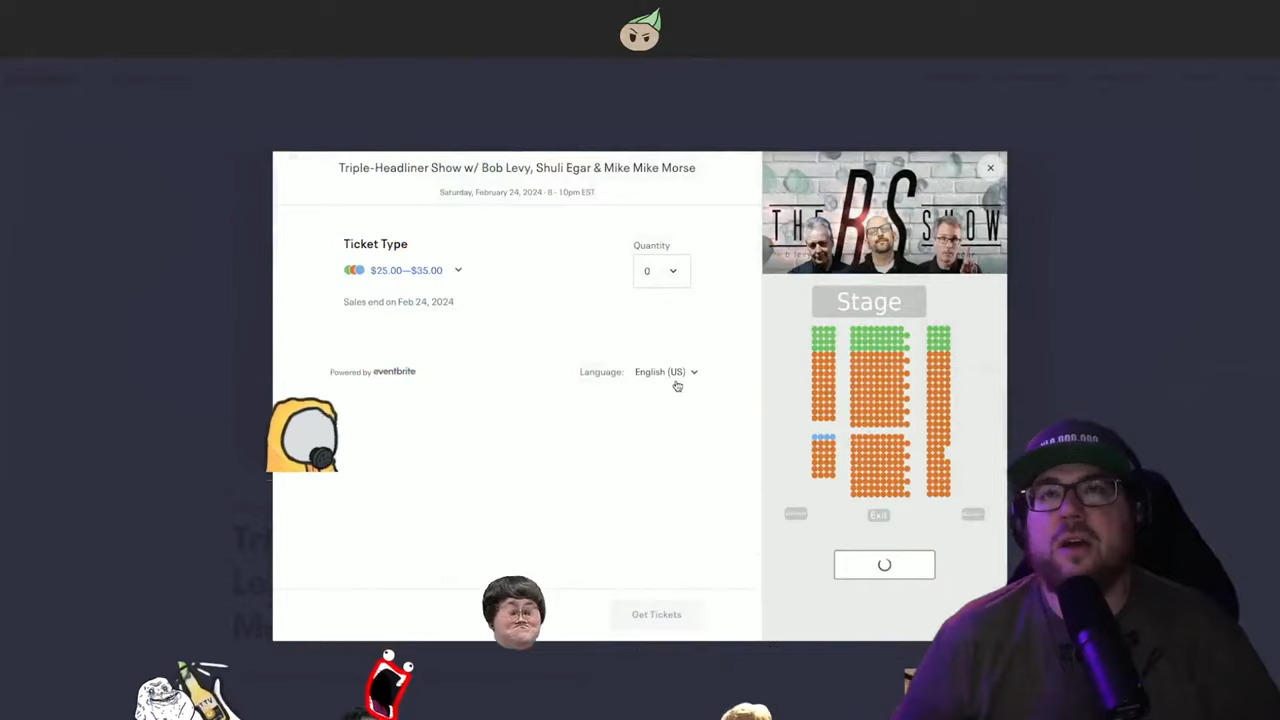 Triple-Headliner Show w/ Bob Levy, Shuli Egar & Mike Mike Morse
Saturday, February 24, 2024 · 8 - 10pm EST
THE RS SHOW
Ticket Type
Quantity
$25.00—$35.00
0
Sales end on Feb 24, 2024
Stage
Powered by eventbrite
Language: English (US)
Exit
Get Tickets